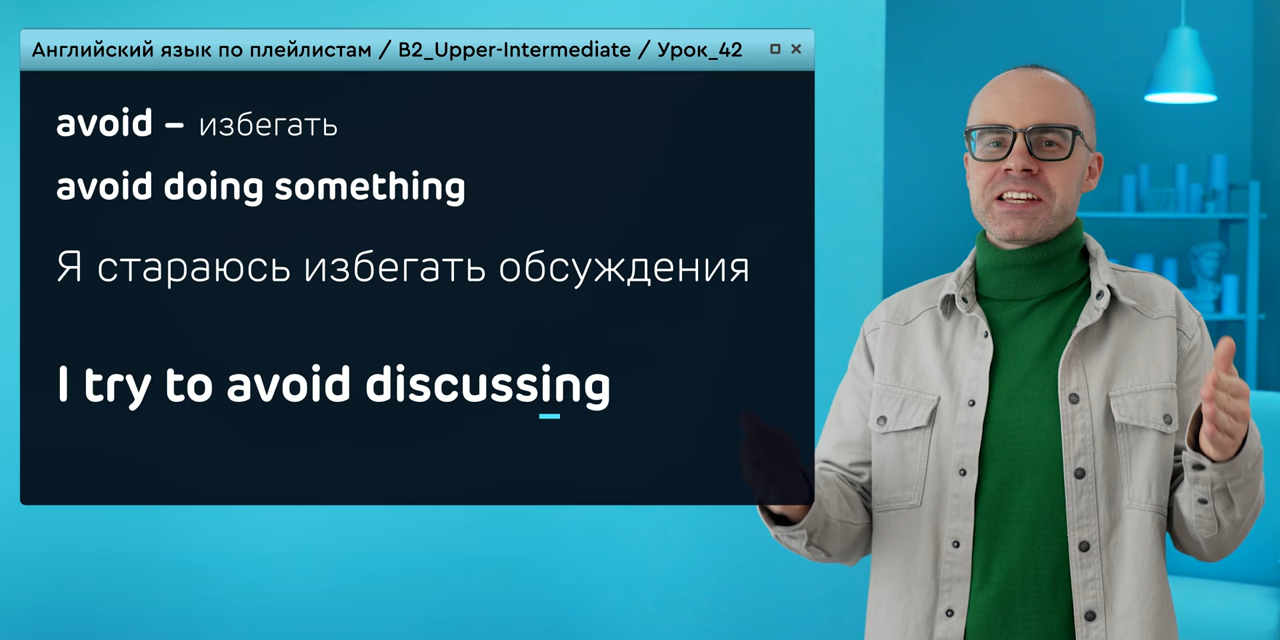 Английский язык по плейлистам / B2_Upper-Intermediate / Урок_42
avoid – избегать
avoid doing something
Я стараюсь избегать обсуждения
I try to avoid discussing